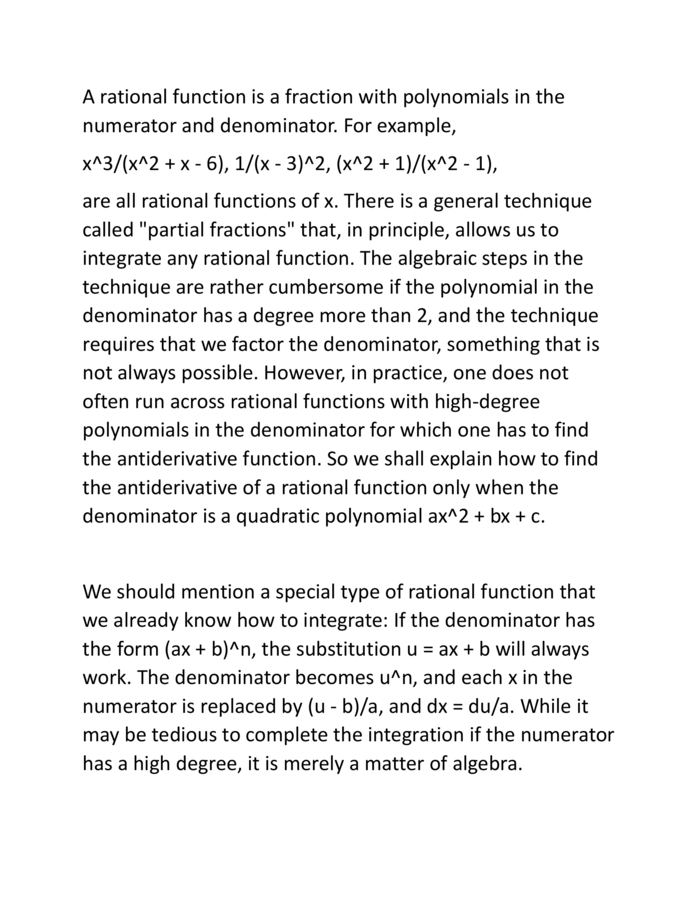 A rational function is a fraction with polynomials in the
numerator and denominator. For example,
x^3/(x^2 + x - 6), 1/(x - 3)^2, (x^2 + 1)/(x^2 - 1),
are all rational functions of x. There is a general technique
called "partial fractions" that, in principle, allows us to
integrate any rational function. The algebraic steps in the
technique are rather cumbersome if the polynomial in the
denominator has a degree more than 2, and the technique
requires that we factor the denominator, something that is
not always possible. However, in practice, one does not
often run across rational functions with high-degree
polynomials in the denominator for which one has to find
the antiderivative function. So we shall explain how to find
the antiderivative of a rational function only when the
denominator is a quadratic polynomial ax^2 + bx + c.
We should mention a special type of rational function that
we already know how to integrate: If the denominator has
the form (ax + b)^n, the substitution u = ax + b will always
work. The denominator becomes u^n, and each x in the
numerator is replaced by (u - b)/a, and dx = du/a. While it
may be tedious to complete the integration if the numerator
has a high degree, it is merely a matter of algebra.